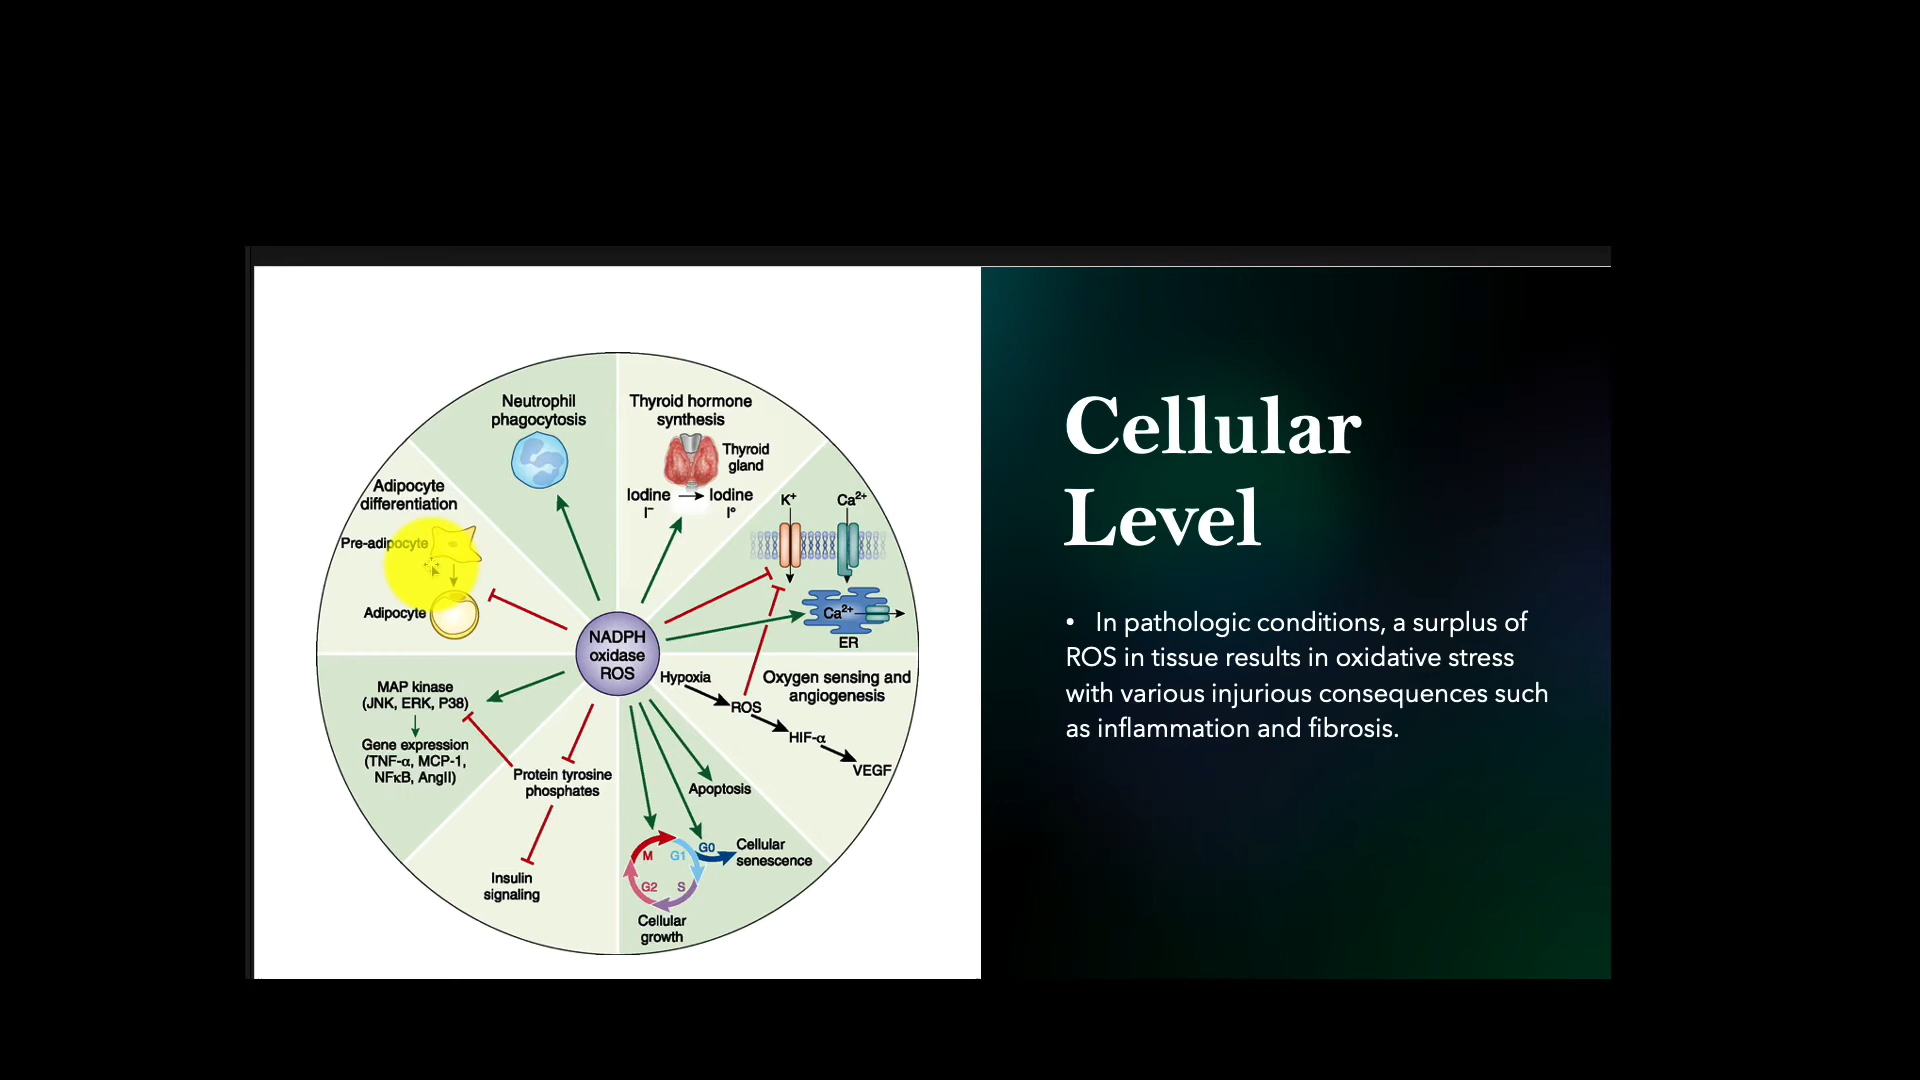 Neutrophil
phagocytosis
Thyroid hormone
synthesis
Thyroid
gland
Iodine
Iodine
I⁻
I°
Adipocyte
differentiation
Pre-adipocyte
Adipocyte
K⁺
Ca²⁺
Ca²⁺
ER
NADPH
oxidase
ROS
Hypoxia
ROS
HIF-α
VEGF
Oxygen sensing and
angiogenesis
MAP kinase
(JNK, ERK, P38)
Gene expression
(TNF-α, MCP-1,
NFκB, AngII)
Protein tyrosine
phosphates
Insulin
signaling
Apoptosis
M
G1
G0
G2
S
Cellular
senescence
Cellular
growth
Cellular
Level
• In pathologic conditions, a surplus of
ROS in tissue results in oxidative stress
with various injurious consequences such
as inflammation and fibrosis.